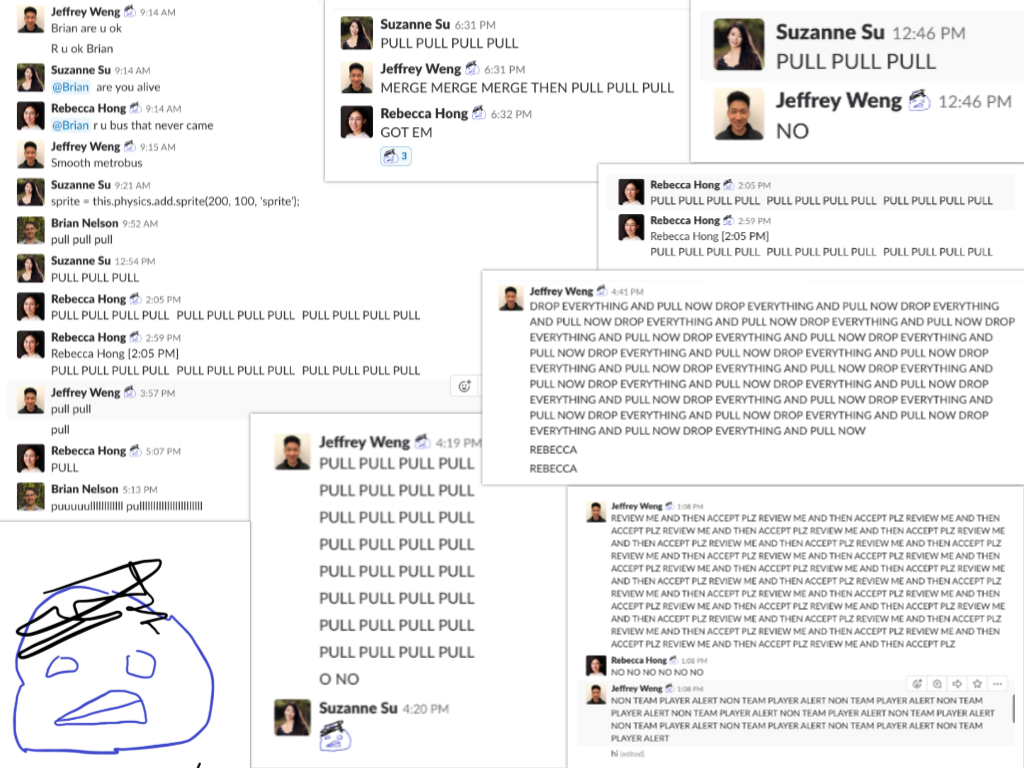 Jeffrey Weng 9:14 AM
Brian are u ok
R u ok Brian
Suzanne Su 9:14 AM
@Brian are you alive
Rebecca Hong 9:14 AM
@Brian r u bus that never came
Jeffrey Weng 9:15 AM
Smooth metrobus
Suzanne Su 9:21 AM
sprite = this.physics.add.sprite(200, 100, 'sprite');
Brian Nelson 9:52 AM
pull pull pull
Suzanne Su 12:54 PM
PULL PULL PULL
Rebecca Hong 2:05 PM
PULL PULL PULL PULL PULL PULL PULL PULL PULL PULL PULL PULL
Rebecca Hong 2:59 PM
Rebecca Hong [2:05 PM]
PULL PULL PULL PULL PULL PULL PULL PULL PULL PULL PULL PULL
Jeffrey Weng 3:57 PM
pull pull
pull
Rebecca Hong 5:07 PM
PULL
Brian Nelson 5:13 PM
puuuuullllllllllll pulllllllllllllllllllll
Suzanne Su 6:31 PM
PULL PULL PULL PULL
Jeffrey Weng 6:31 PM
MERGE MERGE MERGE THEN PULL PULL PULL
Rebecca Hong 6:32 PM
GOT EM
3
Suzanne Su 12:46 PM
PULL PULL PULL
Jeffrey Weng 12:46 PM
NO
Rebecca Hong 2:05 PM
PULL PULL PULL PULL PULL PULL PULL PULL PULL PULL PULL PULL
Rebecca Hong 2:59 PM
Rebecca Hong [2:05 PM]
PULL PULL PULL PULL PULL PULL PULL PULL PULL PULL PULL PULL
Jeffrey Weng 4:41 PM
DROP EVERYTHING AND PULL NOW DROP EVERYTHING AND PULL NOW DROP EVERYTHING
AND PULL NOW DROP EVERYTHING AND PULL NOW DROP EVERYTHING AND PULL NOW DROP
EVERYTHING AND PULL NOW DROP EVERYTHING AND PULL NOW DROP EVERYTHING AND
PULL NOW DROP EVERYTHING AND PULL NOW DROP EVERYTHING AND PULL NOW DROP
EVERYTHING AND PULL NOW DROP EVERYTHING AND PULL NOW DROP EVERYTHING AND
PULL NOW DROP EVERYTHING AND PULL NOW DROP EVERYTHING AND PULL NOW DROP
EVERYTHING AND PULL NOW DROP EVERYTHING AND PULL NOW DROP EVERYTHING AND
PULL NOW DROP EVERYTHING AND PULL NOW DROP EVERYTHING AND PULL NOW DROP
EVERYTHING AND PULL NOW DROP EVERYTHING AND PULL NOW
REBECCA
REBECCA
Jeffrey Weng 4:19 PM
PULL PULL PULL PULL
PULL PULL PULL PULL
PULL PULL PULL PULL
PULL PULL PULL PULL
PULL PULL PULL PULL
PULL PULL PULL PULL
PULL PULL PULL PULL
PULL PULL PULL PULL
O NO
Suzanne Su 4:20 PM
Jeffrey Weng 1:08 PM
REVIEW ME AND THEN ACCEPT PLZ REVIEW ME AND THEN ACCEPT PLZ REVIEW ME AND THEN
ACCEPT PLZ REVIEW ME AND THEN ACCEPT PLZ REVIEW ME AND THEN ACCEPT PLZ REVIEW ME
AND THEN ACCEPT PLZ REVIEW ME AND THEN ACCEPT PLZ REVIEW ME AND THEN ACCEPT PLZ
REVIEW ME AND THEN ACCEPT PLZ REVIEW ME AND THEN ACCEPT PLZ REVIEW ME AND THEN
ACCEPT PLZ REVIEW ME AND THEN ACCEPT PLZ REVIEW ME AND THEN ACCEPT PLZ REVIEW ME
AND THEN ACCEPT PLZ REVIEW ME AND THEN ACCEPT PLZ REVIEW ME AND THEN ACCEPT PLZ
REVIEW ME AND THEN ACCEPT PLZ REVIEW ME AND THEN ACCEPT PLZ REVIEW ME AND THEN
ACCEPT PLZ REVIEW ME AND THEN ACCEPT PLZ REVIEW ME AND THEN ACCEPT PLZ REVIEW ME
AND THEN ACCEPT PLZ REVIEW ME AND THEN ACCEPT PLZ REVIEW ME AND THEN ACCEPT PLZ
REVIEW ME AND THEN ACCEPT PLZ REVIEW ME AND THEN ACCEPT PLZ REVIEW ME AND THEN
ACCEPT PLZ REVIEW ME AND THEN ACCEPT PLZ REVIEW ME AND THEN ACCEPT PLZ
Rebecca Hong 1:08 PM
NO NO NO NO NO NO
Jeffrey Weng 1:08 PM
NON TEAM PLAYER ALERT NON TEAM PLAYER ALERT NON TEAM PLAYER ALERT NON TEAM
PLAYER ALERT NON TEAM PLAYER ALERT NON TEAM PLAYER ALERT NON TEAM PLAYER ALERT
NON TEAM PLAYER ALERT NON TEAM PLAYER ALERT NON TEAM PLAYER ALERT NON TEAM
PLAYER ALERT
hi (edited)